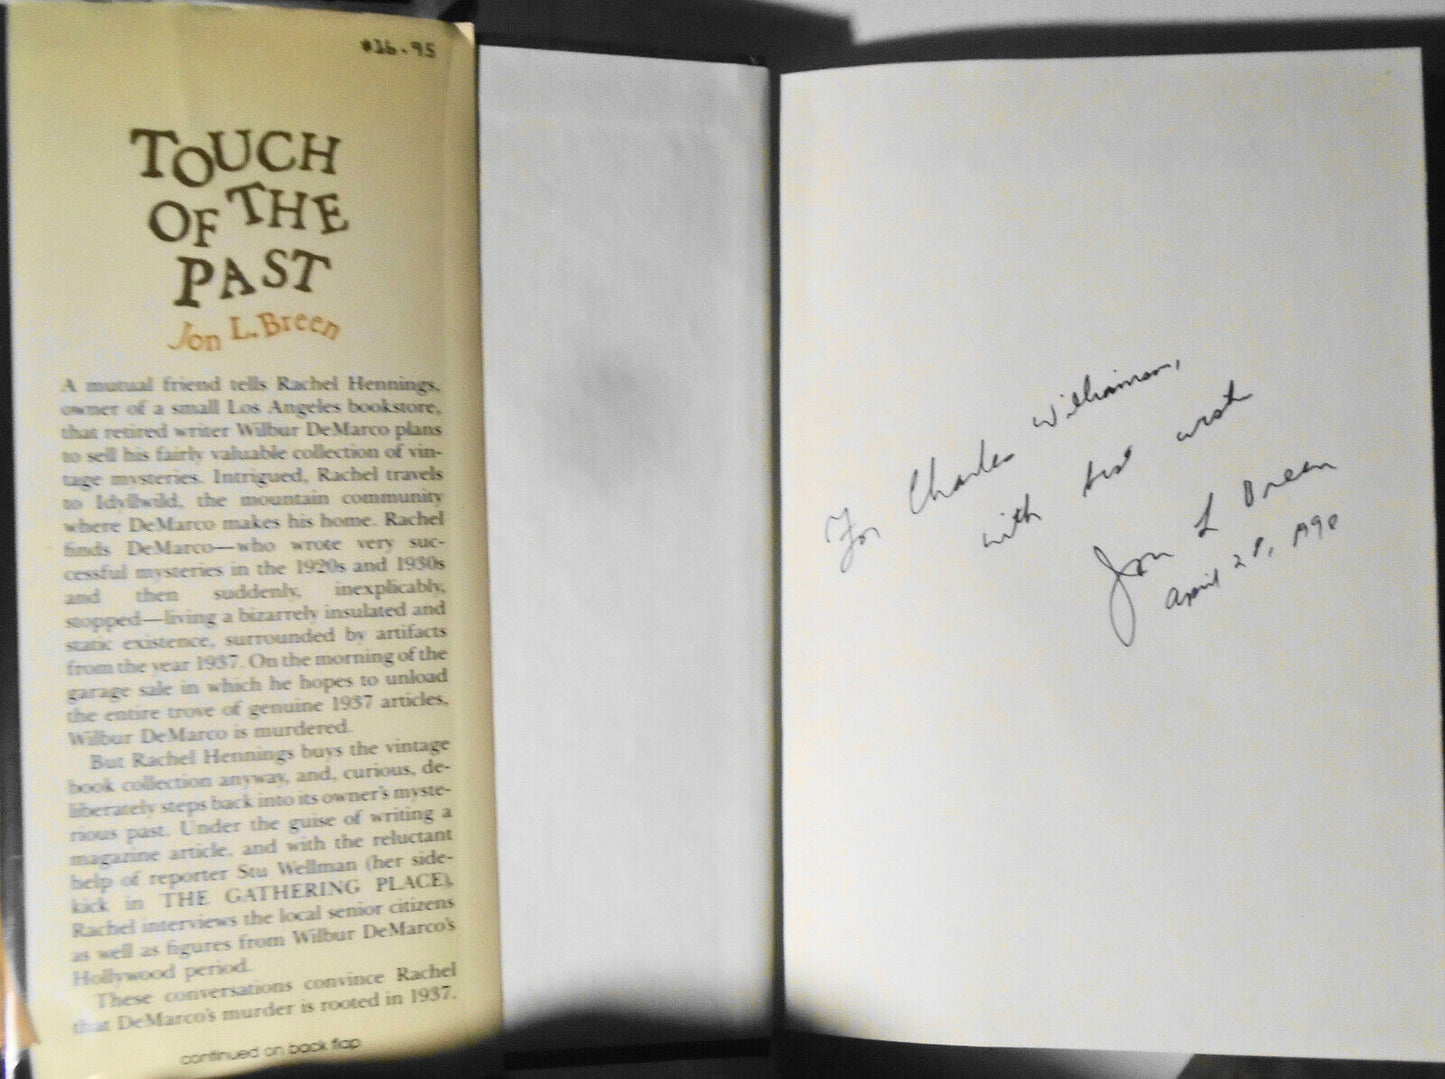 $16.95
TOUCH
OF THE
PAST
Jon L. Breen
A mutual friend tells Rachel Hennings,
owner of a small Los Angeles bookstore,
that retired writer Wilbur DeMarco plans
to sell his fairly valuable collection of vin-
tage mysteries. Intrigued, Rachel travels
to Idyllwild, the mountain community
where DeMarco makes his home. Rachel
finds DeMarco—who wrote very suc-
cessful mysteries in the 1920s and 1930s
and then suddenly, inexplicably,
stopped—living a bizarrely insulated and
static existence, surrounded by artifacts
from the year 1937. On the morning of the
garage sale in which he hopes to unload
the entire trove of genuine 1937 articles,
Wilbur DeMarco is murdered.
But Rachel Hennings buys the vintage
book collection anyway, and, curious, de-
liberately steps back into its owner's myste-
rious past. Under the guise of writing a
magazine article, and with the reluctant
help of reporter Stu Wellman (her side-
kick in THE GATHERING PLACE),
Rachel interviews the local senior citizens
as well as figures from Wilbur DeMarco's
Hollywood period.
These conversations convince Rachel
that DeMarco's murder is rooted in 1937.
continued on back flap
For Charles Williamson,
with best wish
Jon L Breen
April 28,